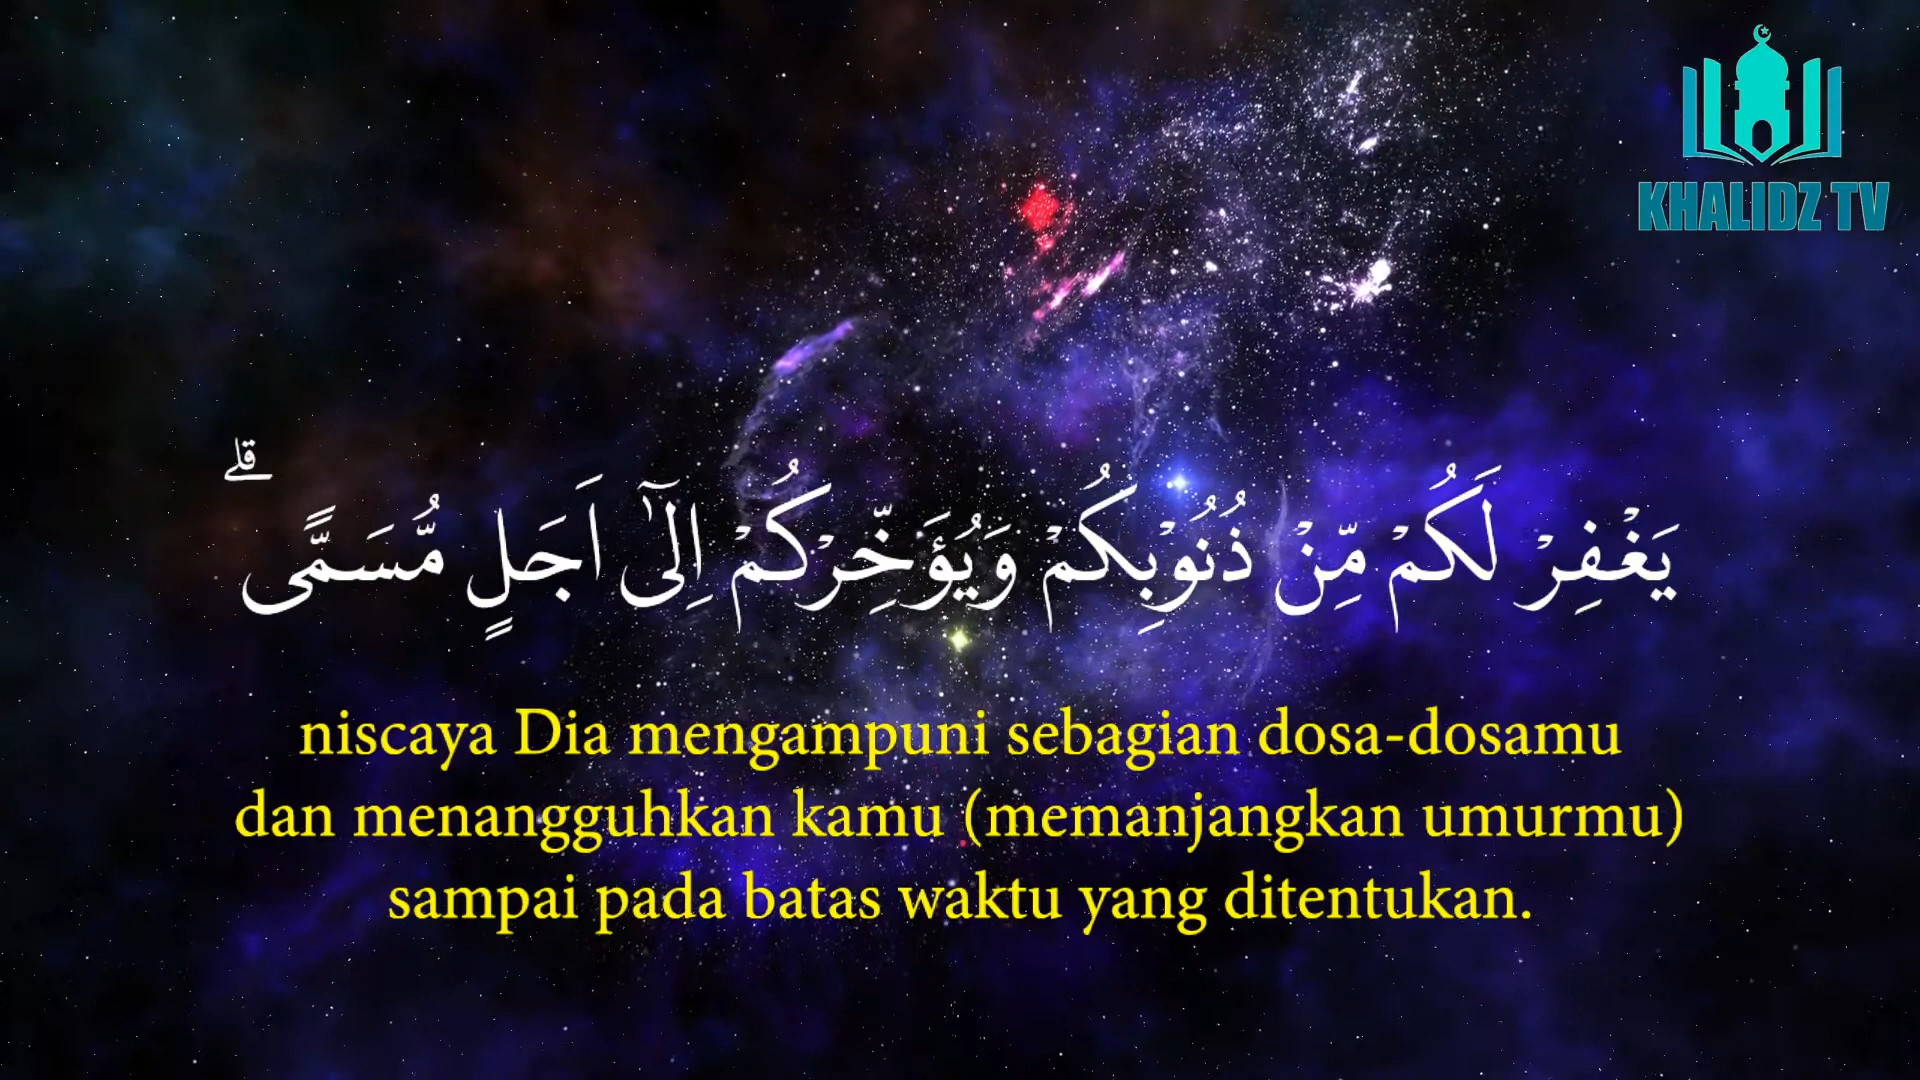 KHALIDZ TV
يَغْفِرْ لَكُمْ مِّنْ ذُنُوْبِكُمْ وَيُؤَخِّرْكُمْ اِلٰٓى اَجَلٍ مُّسَمًّىۗ
niscaya Dia mengampuni sebagian dosa-dosamu
dan menangguhkan kamu (memanjangkan umurmu)
sampai pada batas waktu yang ditentukan.